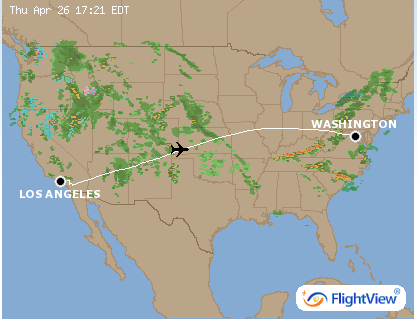 Thu Apr 26 17:21 EDT
WASHINGTON
LOS ANGELES
FlightView®